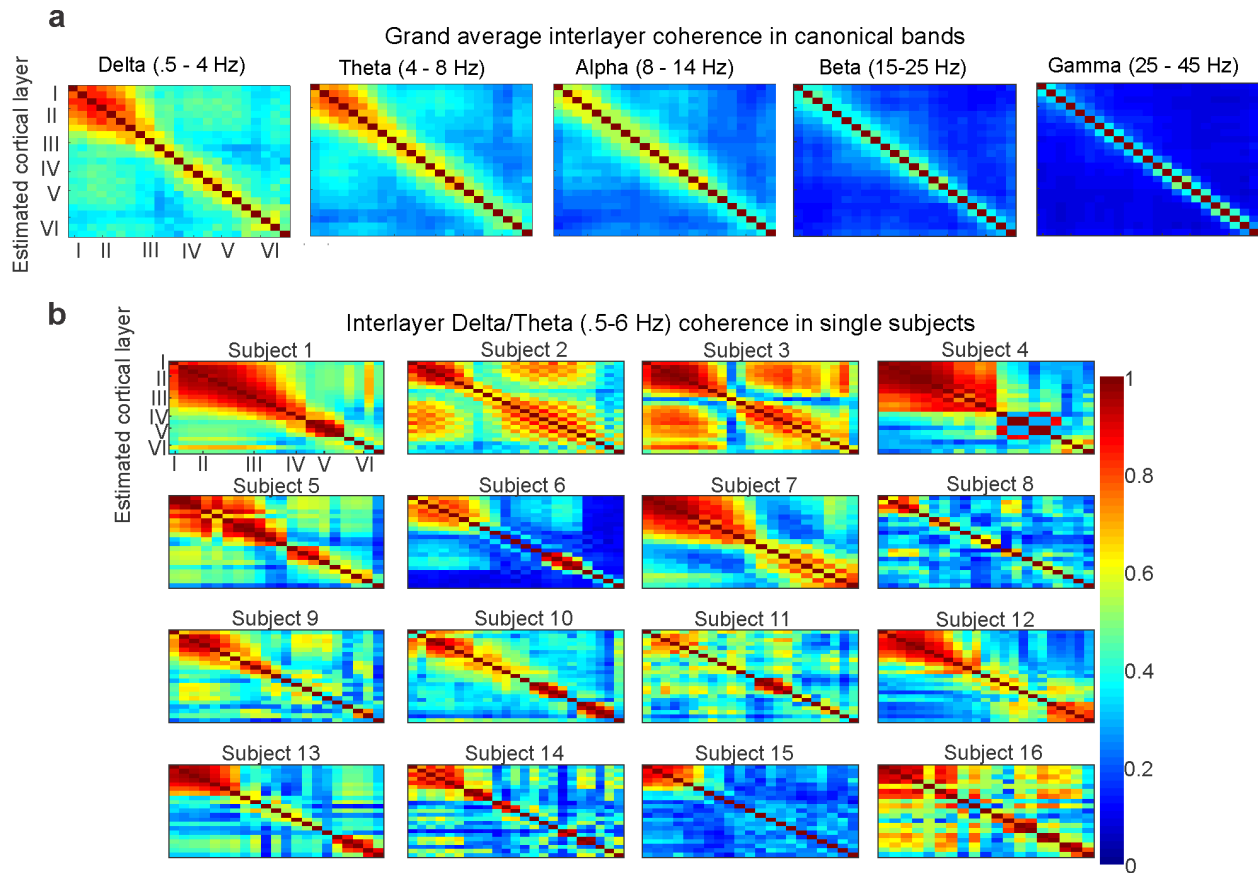 a
Grand average interlayer coherence in canonical bands
Delta (.5 - 4 Hz)
Theta (4 - 8 Hz)
Alpha (8 - 14 Hz)
Beta (15-25 Hz)
Gamma (25 - 45 Hz)
Estimated cortical layer
I
II
III
IV
V
VI
I II III IV V VI
b
Interlayer Delta/Theta (.5-6 Hz) coherence in single subjects
Estimated cortical layer
Subject 1
Subject 2
Subject 3
Subject 4
I
II
III
IV
V
VI
I II III IV V VI
Subject 5
Subject 6
Subject 7
Subject 8
Subject 9
Subject 10
Subject 11
Subject 12
Subject 13
Subject 14
Subject 15
Subject 16
1
0.8
0.6
0.4
0.2
0